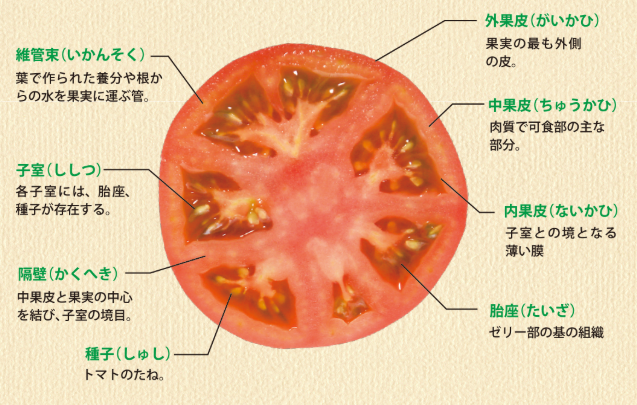 維管束(いかんそく)
葉で作られた養分や根か
らの水を果実に運ぶ管。
子室(ししつ)
各子室には、胎座、
種子が存在する。
隔壁(かくへき)
中果皮と果実の中心
を結び、子室の境目。
種子(しゅし)
トマトのたね。
外果皮(がいかひ)
果実の最も外側
の皮。
中果皮(ちゅうかひ)
肉質で可食部の主な
部分。
内果皮(ないかひ)
子室との境となる
薄い膜
胎座(たいざ)
ゼリー部の基の組織